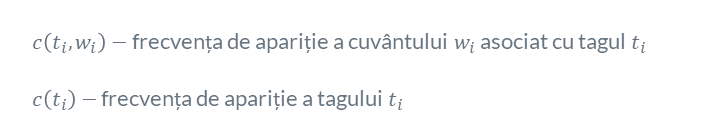 c(tᵢ,wᵢ) − frecvența de apariție a cuvântului wᵢ asociat cu tagul tᵢ
c(tᵢ) − frecvența de apariție a tagului tᵢ